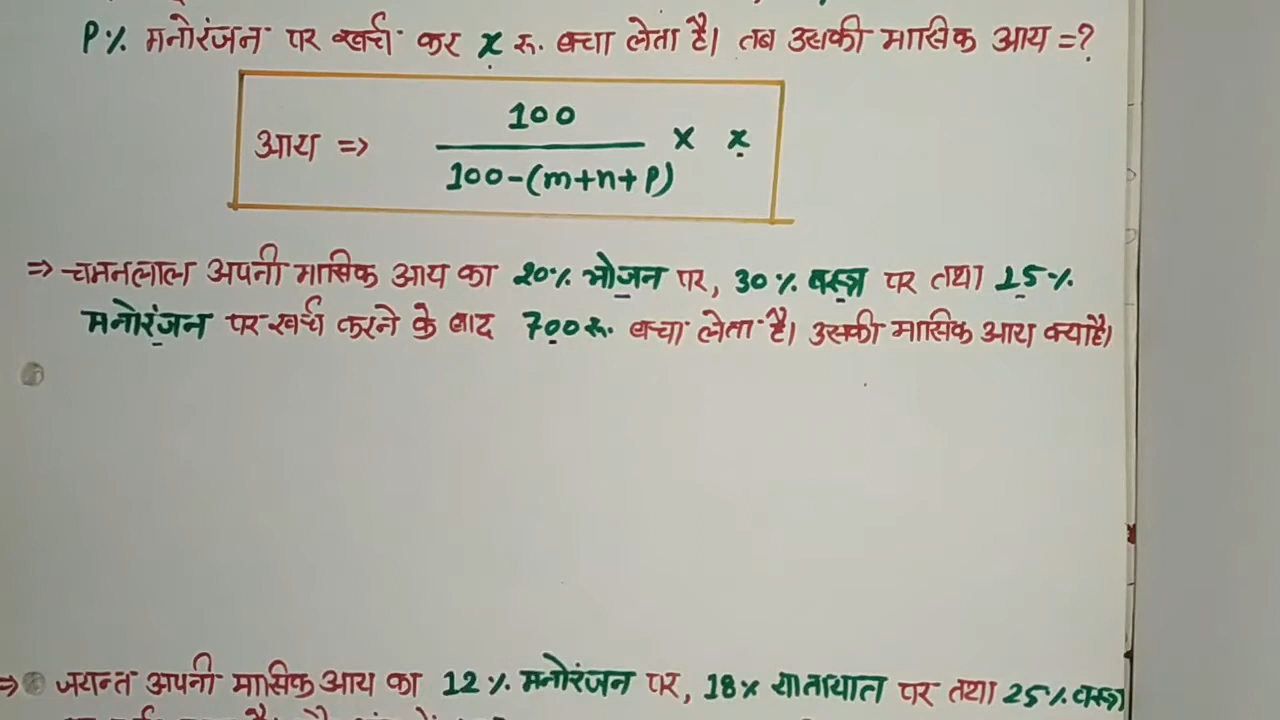 P% मनोरंजन पर खर्च कर x रु. बचा लेता है। तब उसकी मासिक आय =?
आय => 100/100-(m+n+P) × x
=> चमनलाल अपनी मासिक आय का 20% भोजन पर, 30% वस्त्र पर तथा 15%
मनोरंजन पर खर्च करने के बाद 700रु. बचा लेता है। उसकी मासिक आय क्या है।
=> जयन्त अपनी मासिक आय का 12% मनोरंजन पर, 18% यातायात पर तथा 25% वस्त्र